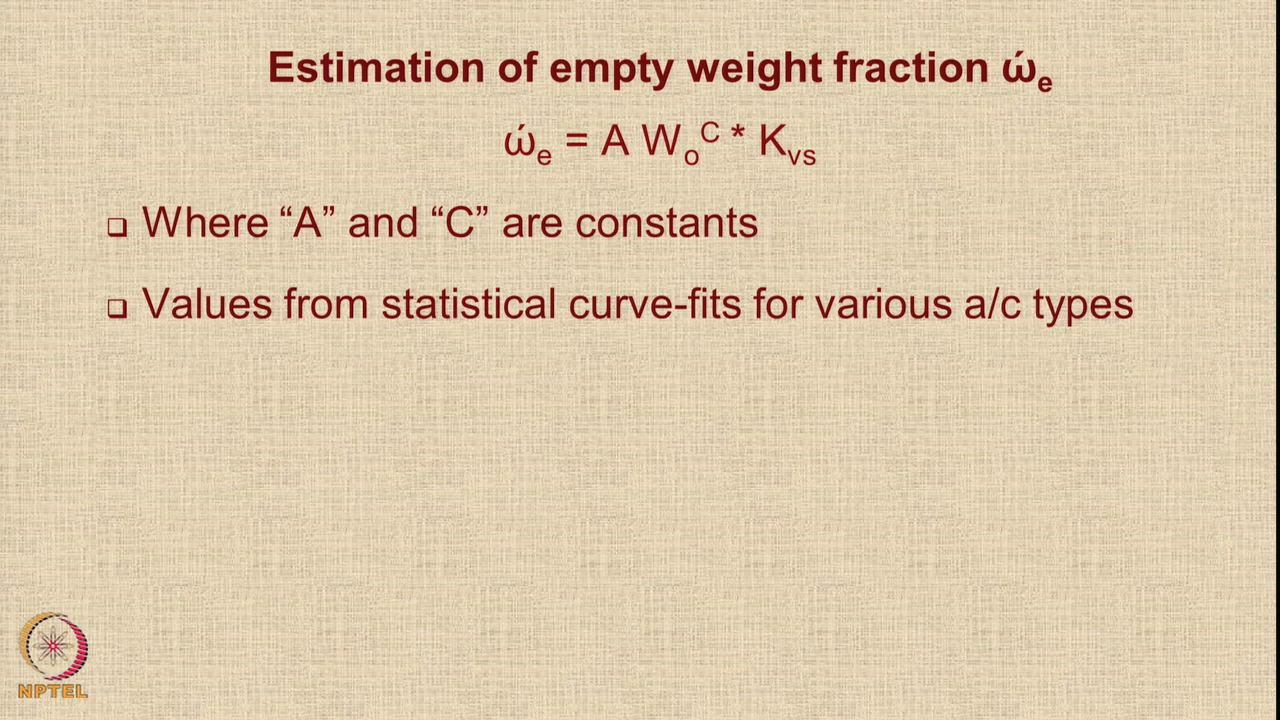 Estimation of empty weight fraction ώₑ
ώₑ = A Wₒᶜ * Kᵥₛ
❑ Where “A” and “C” are constants
❑ Values from statistical curve-fits for various a/c types
NPTEL